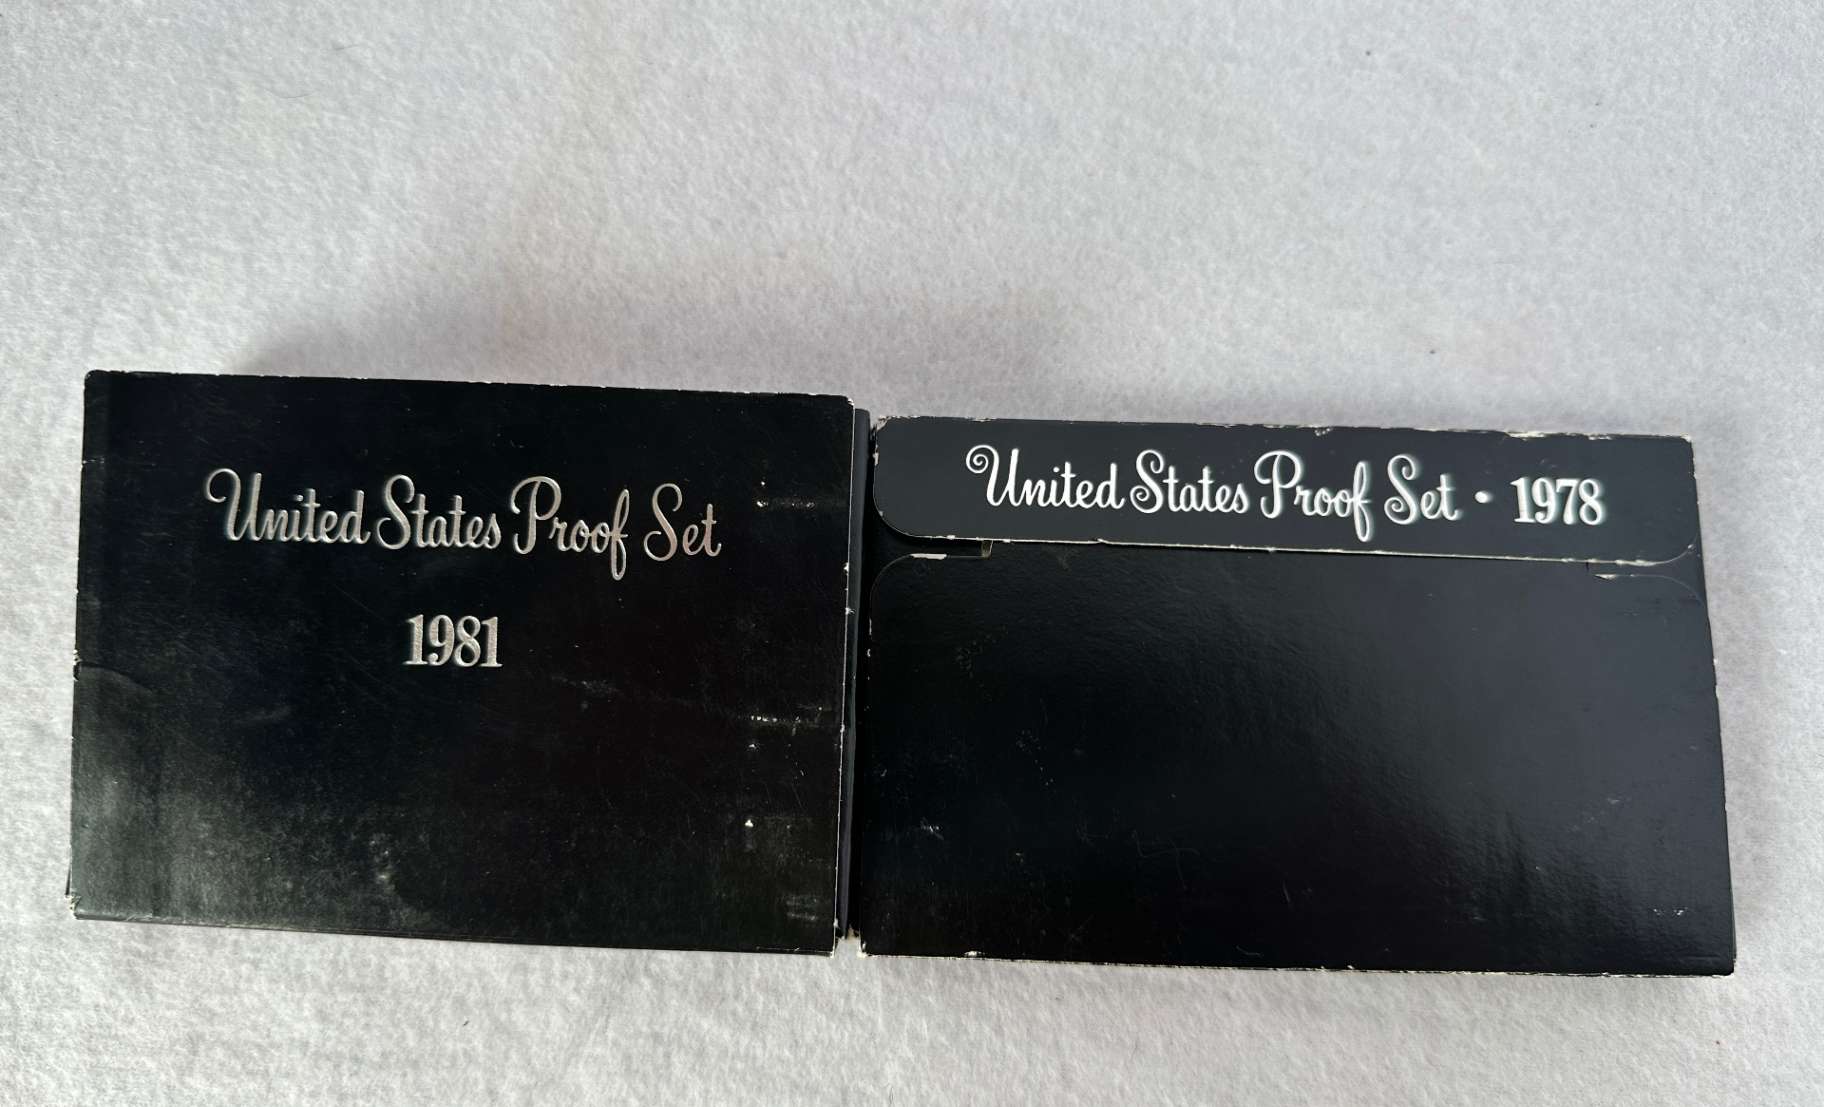 United States Proof Set
1981
United States Proof Set • 1978